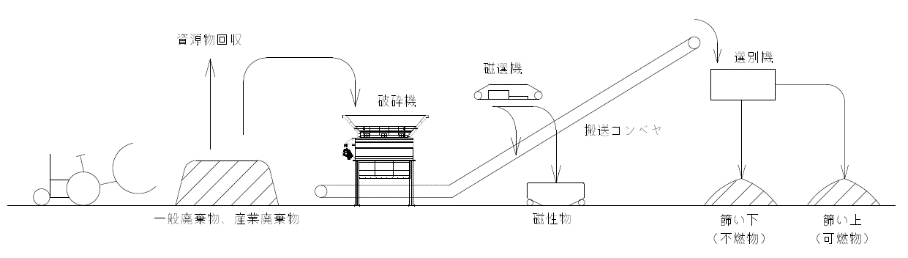 資源物回収
破砕機
磁選機
選別機
搬送コンベヤ
一般廃棄物、産業廃棄物
磁性物
篩い下
（不燃物）
篩い上
（可燃物）